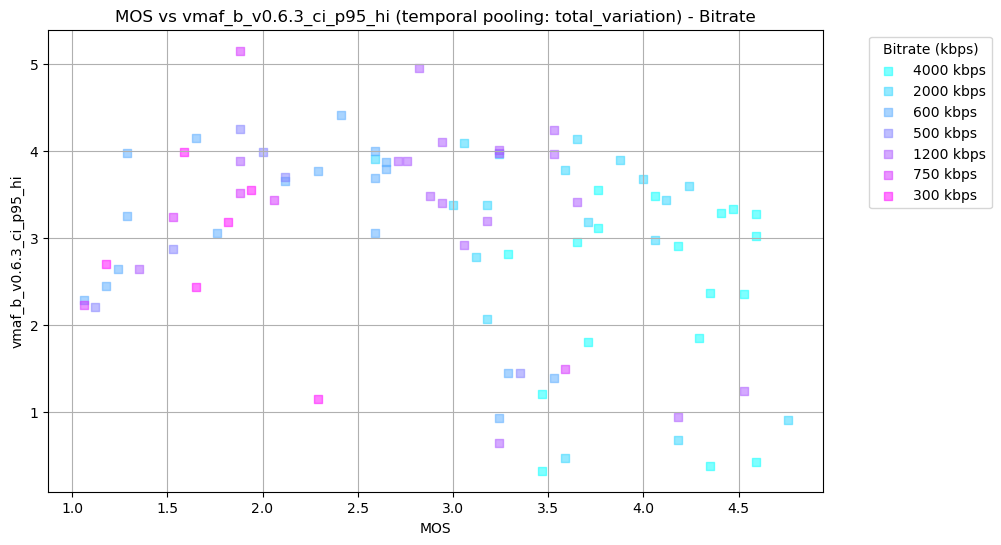 MOS vs vmaf_b_v0.6.3_ci_p95_hi (temporal pooling: total_variation) - Bitrate
vmaf_b_v0.6.3_ci_p95_hi
5
4
3
2
1
1.0 1.5 2.0 2.5 3.0 3.5 4.0 4.5
MOS
Bitrate (kbps)
4000 kbps
2000 kbps
600 kbps
500 kbps
1200 kbps
750 kbps
300 kbps